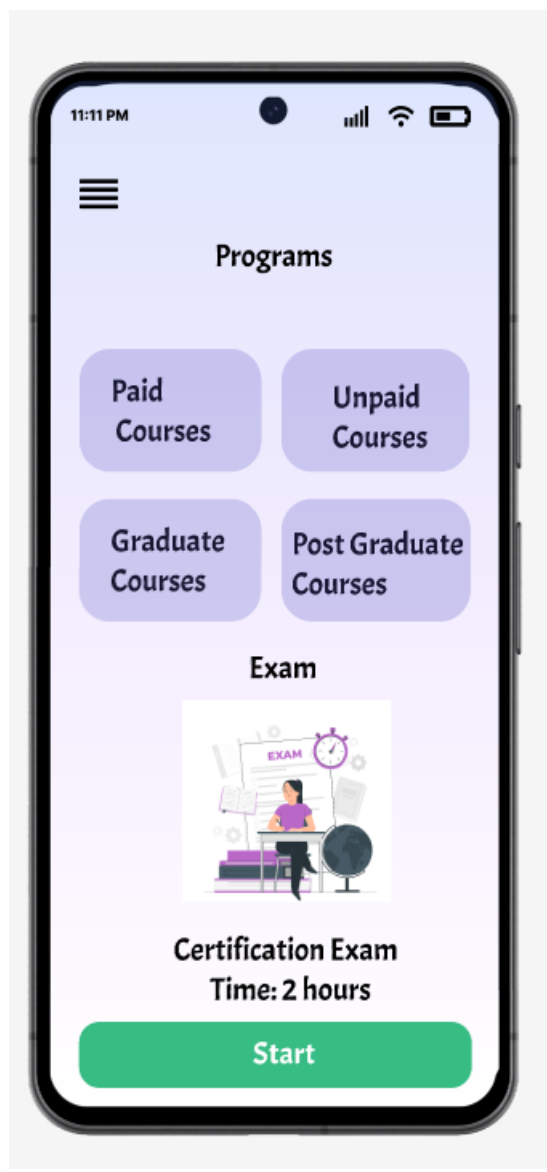 11:11 PM
Programs
Paid
Courses
Unpaid
Courses
Graduate
Courses
Post Graduate
Courses
Exam
EXAM
Certification Exam
Time: 2 hours
Start